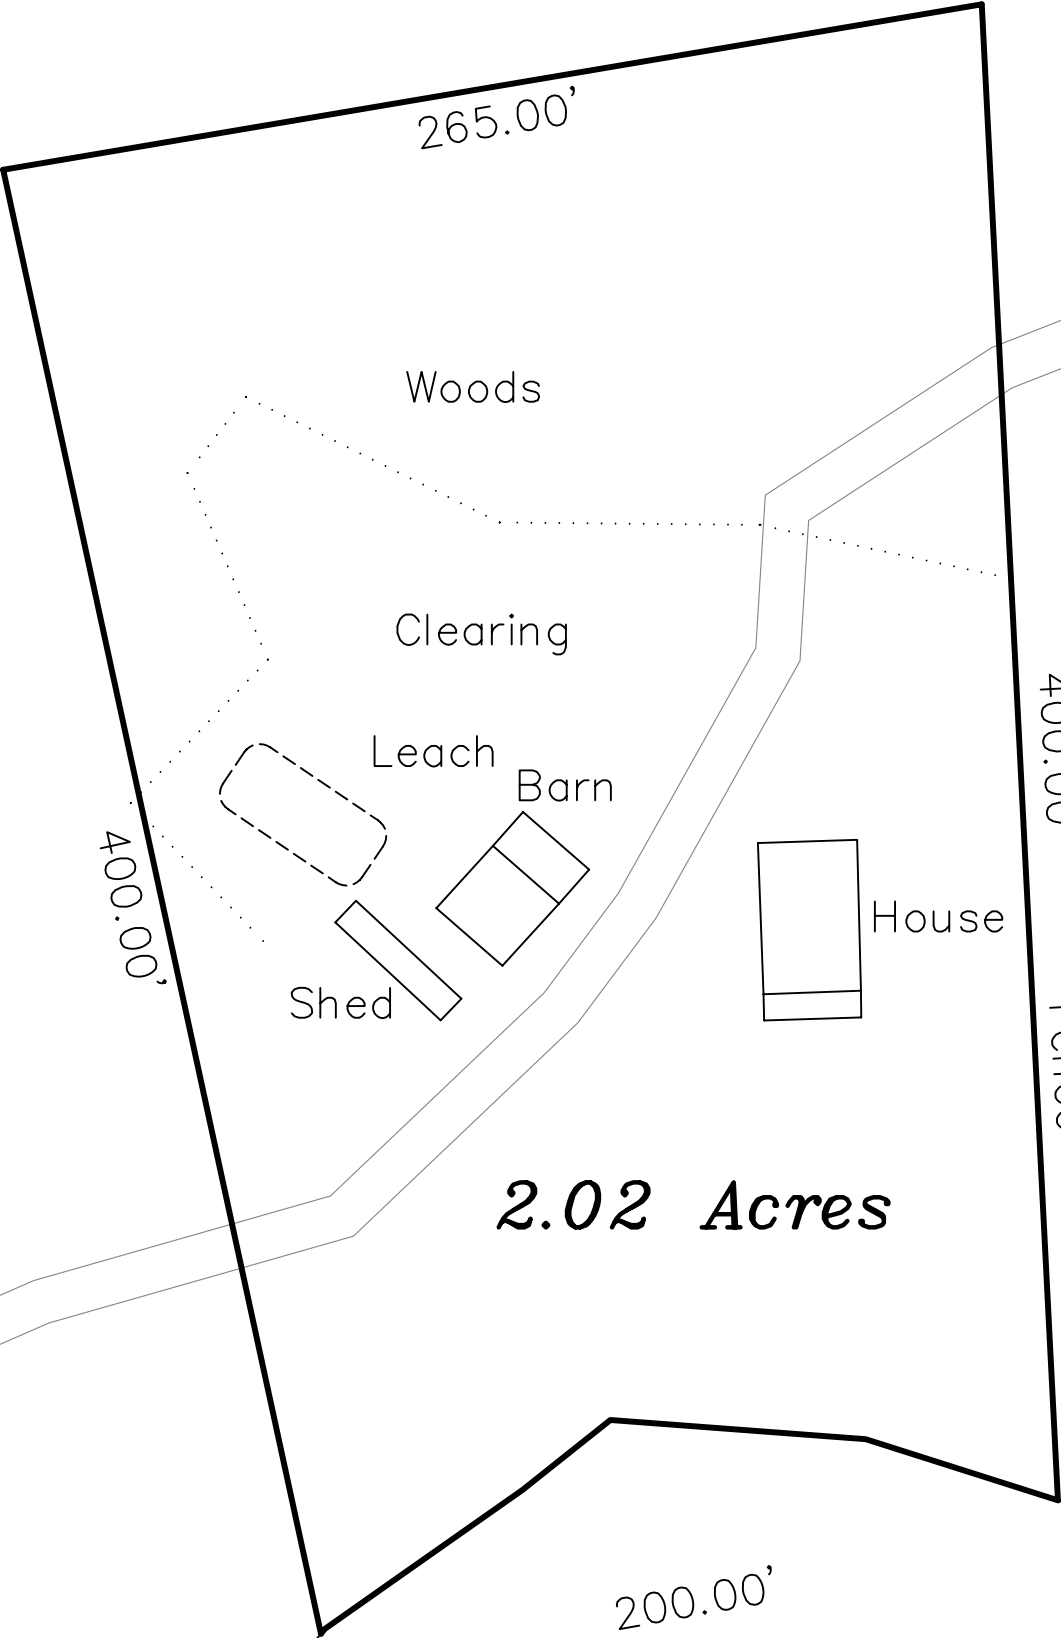 265.00'
Woods
Clearing
Leach
Barn
400.00
400.00'
House
Shed
2.02 Acres
200.00'